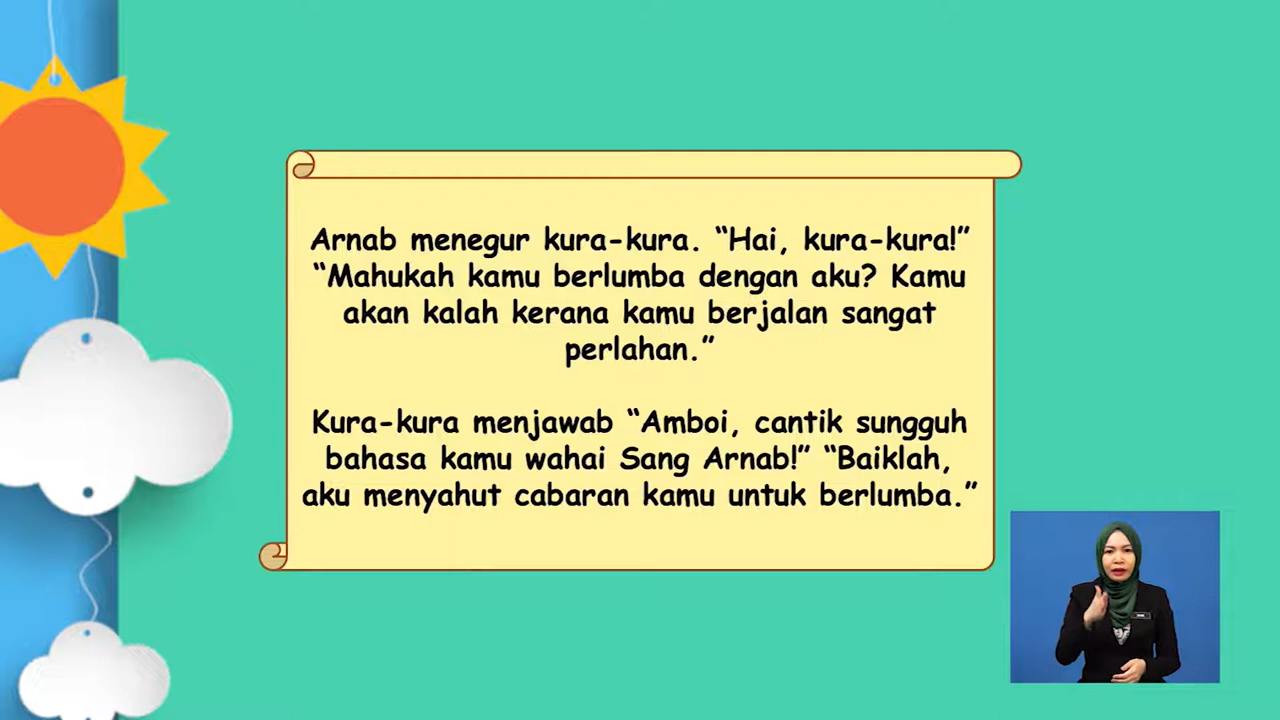 Arnab menegur kura-kura. “Hai, kura-kura!”
“Mahukah kamu berlumba dengan aku? Kamu
akan kalah kerana kamu berjalan sangat
perlahan.”
Kura-kura menjawab “Amboi, cantik sungguh
bahasa kamu wahai Sang Arnab!” “Baiklah,
aku menyahut cabaran kamu untuk berlumba.”